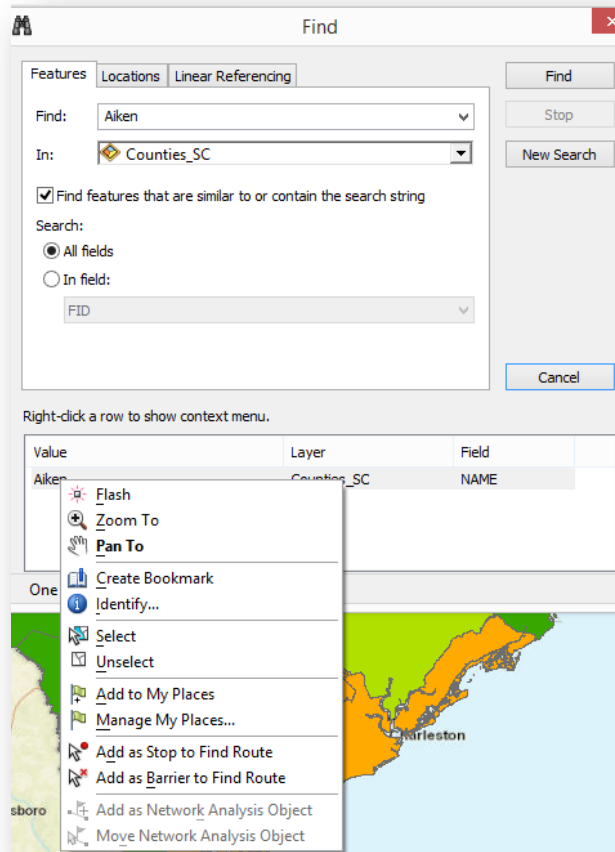 Find
Features Locations Linear Referencing
Find
Find: Aiken
Stop
In: Counties_SC
New Search
Find features that are similar to or contain the search string
Search:
All fields
In field:
FID
Cancel
Right-click a row to show context menu.
Value Layer Field
Aiken Counties_SC NAME
Flash
Zoom To
Pan To
One
Create Bookmark
Identify...
Select
Unselect
Add to My Places
Manage My Places...
arleston
Add as Stop to Find Route
Add as Barrier to Find Route
sboro
Add as Network Analysis Object
Move Network Analysis Object